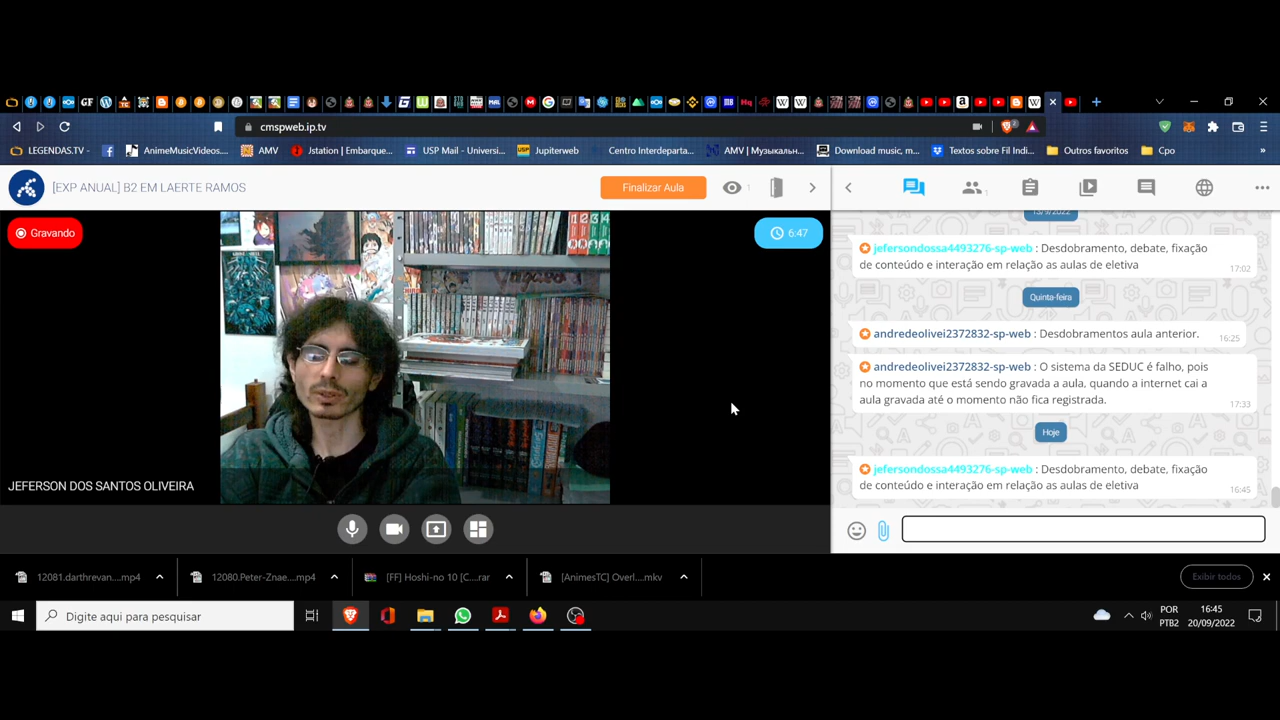 cmspweb.ip.tv
LEGENDAS.TV -
AnimeMusicVideos...
AMV
Jstation | Embarque...
USP Mail - Universi...
Jupiterweb
Centro Interdeparta...
AMV | Музыкальн...
Download music, m...
Textos sobre Fil Indi...
Outros favoritos
Cpo
[EXP ANUAL] B2 EM LAERTE RAMOS
Finalizar Aula
1
1
Gravando
6:47
JEFERSON DOS SANTOS OLIVEIRA
13/9/2022
jefersondossa4493276-sp-web : Desdobramento, debate, fixação
de conteúdo e interação em relação as aulas de eletiva
17:02
Quinta-feira
andredeolivei2372832-sp-web : Desdobramentos aula anterior.
16:25
andredeolivei2372832-sp-web : O sistema da SEDUC é falho, pois
no momento que está sendo gravada a aula, quando a internet cai a
aula gravada até o momento não fica registrada.
17:33
Hoje
jefersondossa4493276-sp-web : Desdobramento, debate, fixação
de conteúdo e interação em relação as aulas de eletiva
16:45
12081.darthrevan....mp4
12080.Peter-Znae....mp4
[FF] Hoshi-no 10 [C....rar
[AnimesTC] Overl....mkv
Exibir todos
Digite aqui para pesquisar
POR
PTB2
16:45
20/09/2022